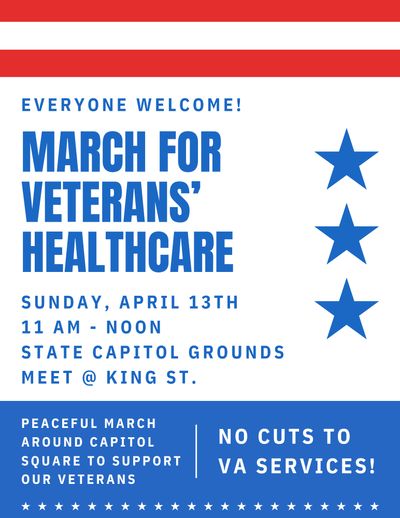 EVERYONE WELCOME!
MARCH FOR
VETERANS’
HEALTHCARE
SUNDAY, APRIL 13TH
11 AM - NOON
STATE CAPITOL GROUNDS
MEET @ KING ST.
PEACEFUL MARCH
AROUND CAPITOL
SQUARE TO SUPPORT
OUR VETERANS
NO CUTS TO
VA SERVICES!